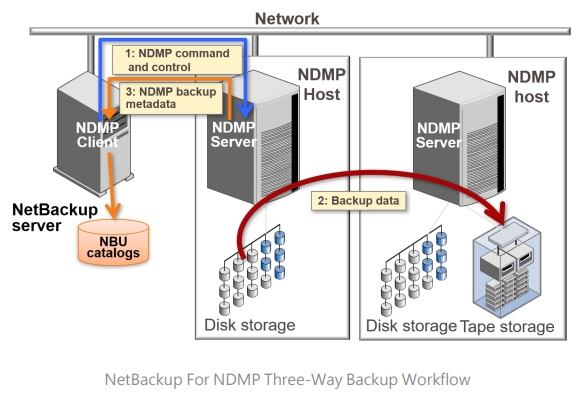 Network
1: NDMP command
and control
3: NDMP backup
metadata
NDMP
Client
NDMP
Server
NDMP
Host
NDMP
host
NDMP
Server
2: Backup data
NetBackup
server
NBU
catalogs
Disk storage
Disk storage
Tape storage
NetBackup For NDMP Three-Way Backup Workflow